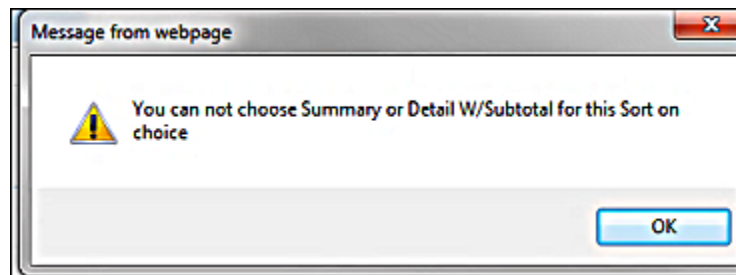 Message from webpage
You can not choose Summary or Detail W/Subtotal for this Sort on
choice
OK